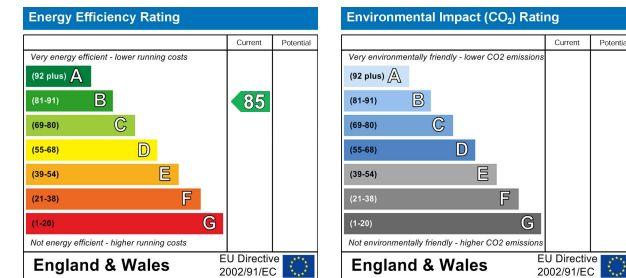 Energy Efficiency Rating
Current Potential
Very energy efficient - lower running costs
(92 plus) A
(81-91) B
85
(69-80) C
(55-68) D
(39-54) E
(21-38) F
(1-20) G
Not energy efficient - higher running costs
England & Wales
EU Directive
2002/91/EC
Environmental Impact (CO₂) Rating
Current Potential
Very environmentally friendly - lower CO2 emissions
(92 plus) A
(81-91) B
(69-80) C
(55-68) D
(39-54) E
(21-38) F
(1-20) G
Not environmentally friendly - higher CO2 emissions
England & Wales
EU Directive
2002/91/EC